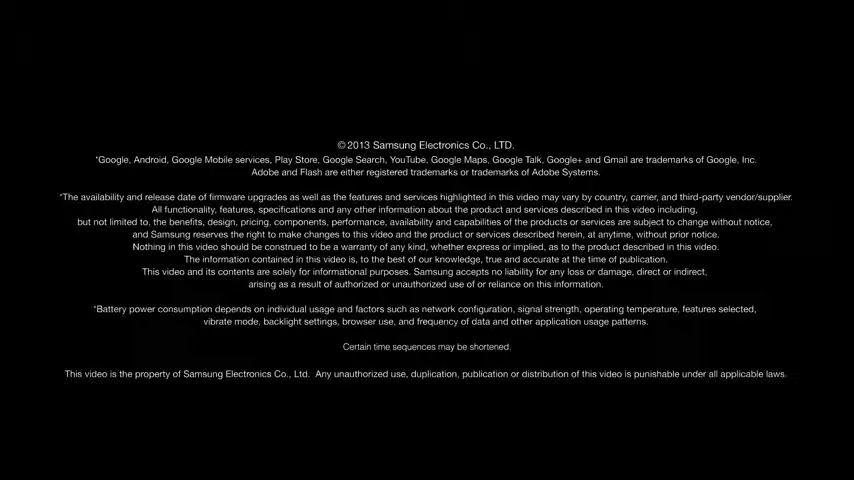 ©2013 Samsung Electronics Co., LTD.
*Google, Android, Google Mobile services, Play Store, Google Search, YouTube, Google Maps, Google Talk, Google+ and Gmail are trademarks of Google, Inc.
Adobe and Flash are either registered trademarks or trademarks of Adobe Systems.
*The availability and release date of firmware upgrades as well as the features and services highlighted in this video may vary by country, carrier, and third-party vendor/supplier.
All functionality, features, specifications and any other information about the product and services described in this video including,
but not limited to, the benefits, design, pricing, components, performance, availability and capabilities of the products or services are subject to change without notice,
and Samsung reserves the right to make changes to this video and the product or services described herein, at anytime, without prior notice.
Nothing in this video should be construed to be a warranty of any kind, whether express or implied, as to the product described in this video.
The information contained in this video is, to the best of our knowledge, true and accurate at the time of publication.
This video and its contents are solely for informational purposes. Samsung accepts no liability for any loss or damage, direct or indirect,
arising as a result of authorized or unauthorized use of or reliance on this information.
*Battery power consumption depends on individual usage and factors such as network configuration, signal strength, operating temperature, features selected,
vibrate mode, backlight settings, browser use, and frequency of data and other application usage patterns.
Certain time sequences may be shortened.
This video is the property of Samsung Electronics Co., Ltd. Any unauthorized use, duplication, publication or distribution of this video is punishable under all applicable laws.